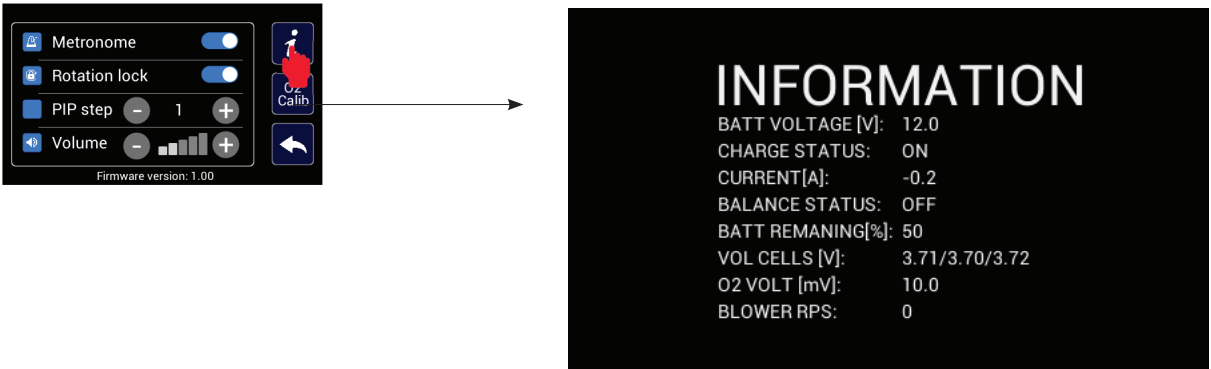 Metronome
Rotation lock
PIP step - 1 +
Volume - +
Firmware version: 1.00
i
O2
Calib
INFORMATION
BATT VOLTAGE [V]: 12.0
CHARGE STATUS: ON
CURRENT[A]: -0.2
BALANCE STATUS: OFF
BATT REMANING[%]: 50
VOL CELLS [V]: 3.71/3.70/3.72
O2 VOLT [mV]: 10.0
BLOWER RPS: 0